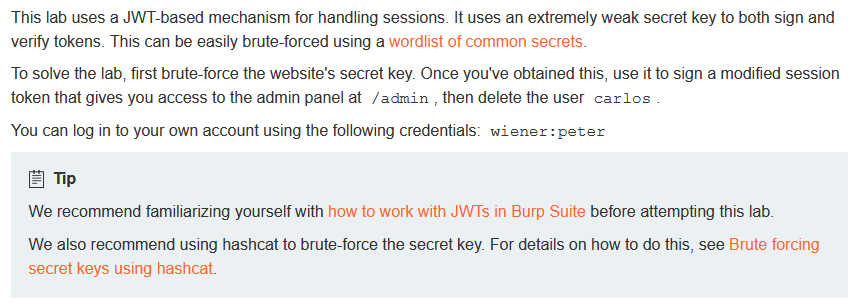 This lab uses a JWT-based mechanism for handling sessions. It uses an extremely weak secret key to both sign and
verify tokens. This can be easily brute-forced using a wordlist of common secrets.
To solve the lab, first brute-force the website's secret key. Once you've obtained this, use it to sign a modified session
token that gives you access to the admin panel at /admin , then delete the user carlos .
You can log in to your own account using the following credentials: wiener:peter
Tip
We recommend familiarizing yourself with how to work with JWTs in Burp Suite before attempting this lab.
We also recommend using hashcat to brute-force the secret key. For details on how to do this, see Brute forcing
secret keys using hashcat.